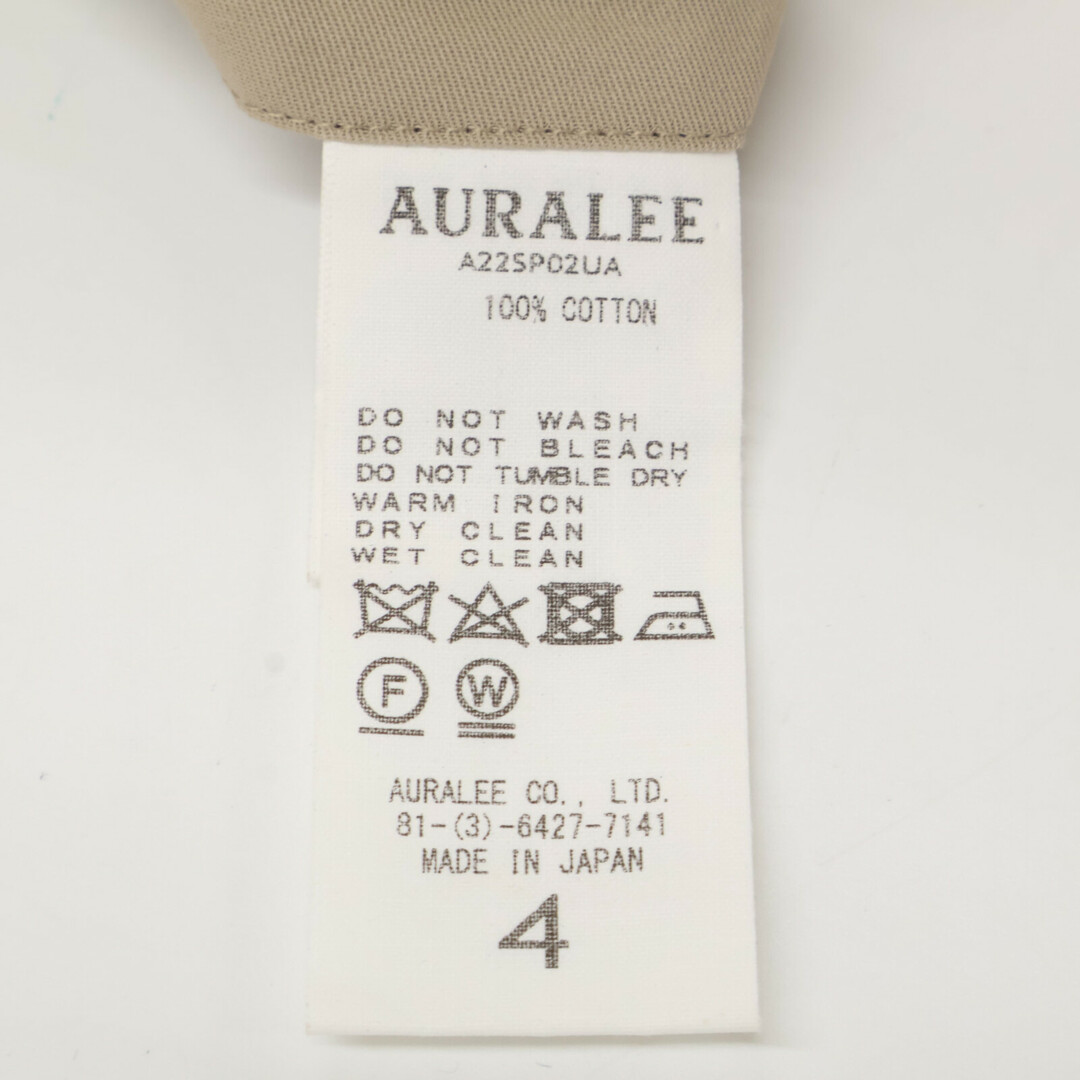 AURALEE
A22SP02UA
100% COTTON
DO NOT WASH
DO NOT BLEACH
DO NOT TUMBLE DRY
WARM IRON
DRY CLEAN
WET CLEAN
F W
AURALEE CO., LTD.
81-(3)-6427-7141
MADE IN JAPAN
4